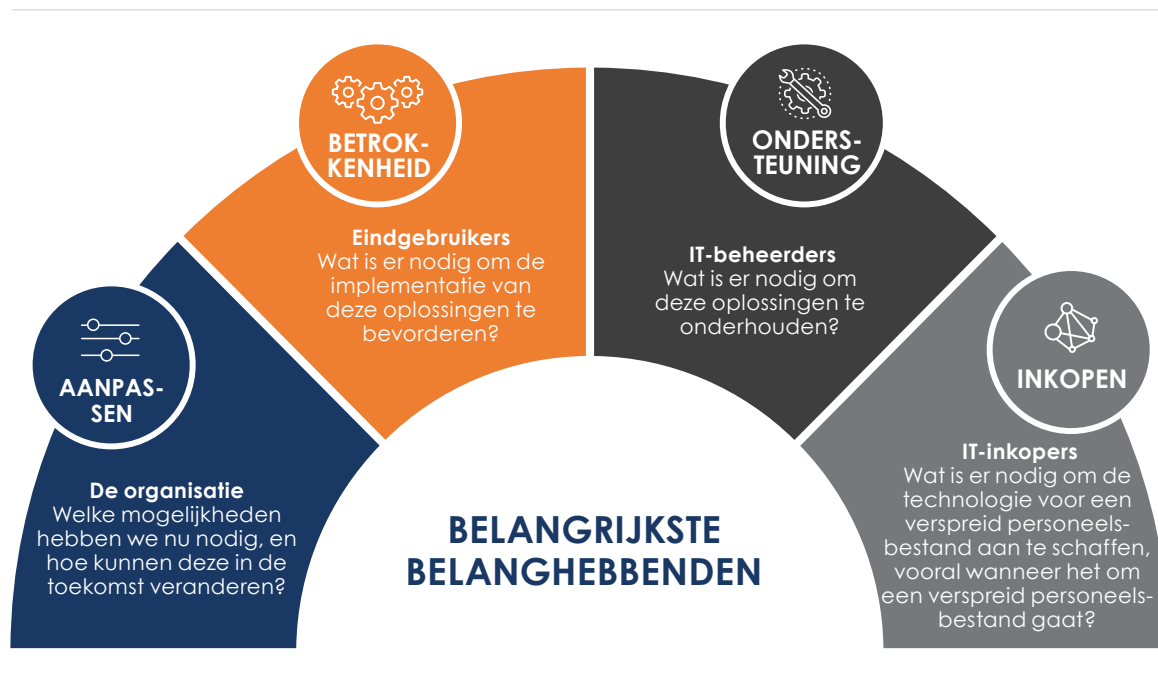 BETROK-
KENHEID
Eindgebruikers
Wat is er nodig om de
implementatie van
deze oplossingen te
bevorderen?
ONDERS-
TEUNING
IT-beheerders
Wat is er nodig om
deze oplossingen te
onderhouden?
AANPAS-
SEN
De organisatie
Welke mogelijkheden
hebben we nu nodig, en
hoe kunnen deze in de
toekomst veranderen?
INKOPEN
IT-inkopers
Wat is er nodig om de
technologie voor een
verspreid personeels-
bestand aan te schaffen,
vooral wanneer het om
een verspreid personeels-
bestand gaat?
BELANGRIJKSTE
BELANGHEBBENDEN